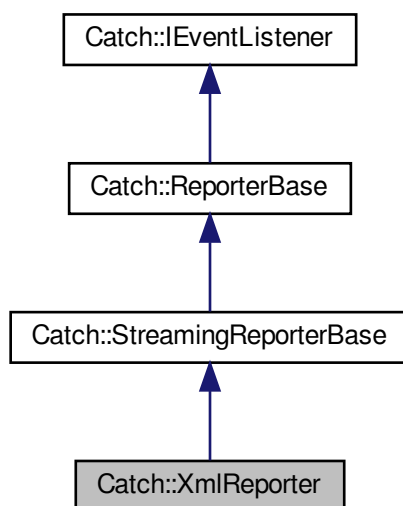 Catch::IEventListener
Catch::ReporterBase
Catch::StreamingReporterBase
Catch::XmlReporter